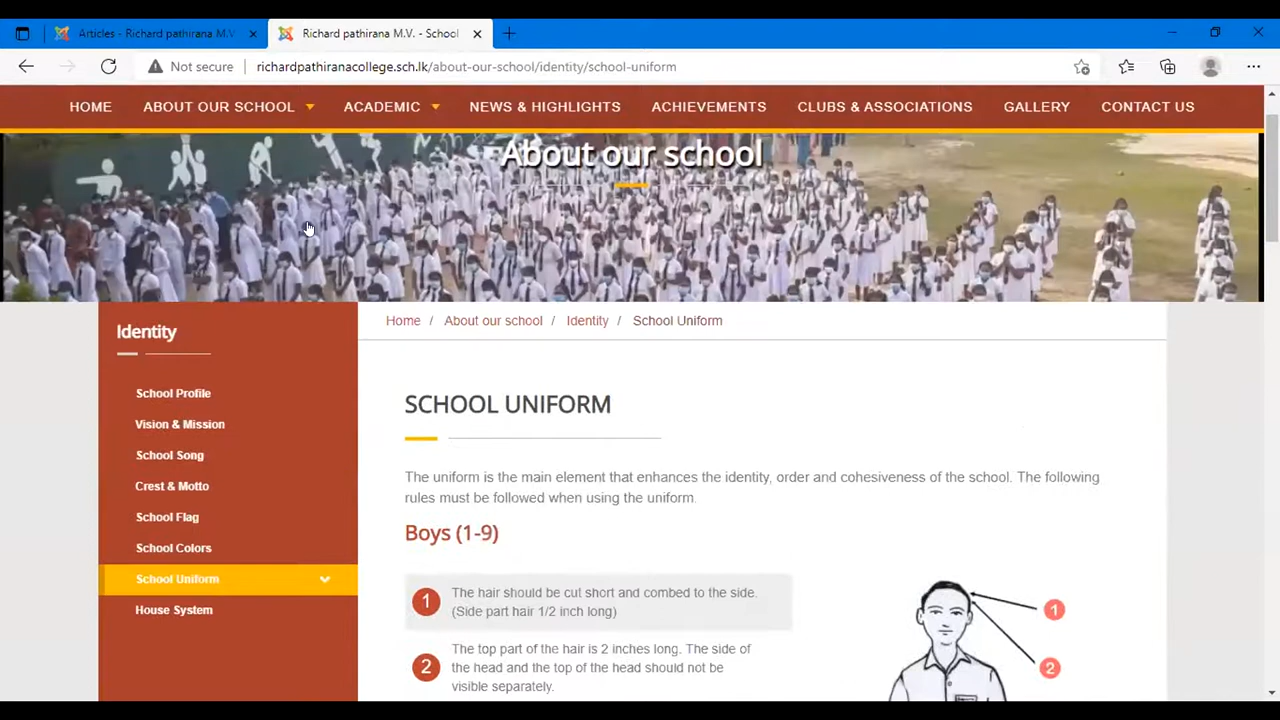 Articles - Richard pathirana M.V.
Richard pathirana M.V. - School
Not secure
richardpathiranacollege.sch.lk/about-our-school/identity/school-uniform
HOME ABOUT OUR SCHOOL ACADEMIC NEWS & HIGHLIGHTS ACHIEVEMENTS CLUBS & ASSOCIATIONS GALLERY CONTACT US
About our school
Identity
School Profile
Vision & Mission
School Song
Crest & Motto
School Flag
School Colors
School Uniform
House System
Home / About our school / Identity / School Uniform
SCHOOL UNIFORM
The uniform is the main element that enhances the identity, order and cohesiveness of the school. The following
rules must be followed when using the uniform.
Boys (1-9)
1
The hair should be cut short and combed to the side.
(Side part hair 1/2 inch long)
2
The top part of the hair is 2 inches long. The side of
the head and the top of the head should not be
visible separately.
1
2